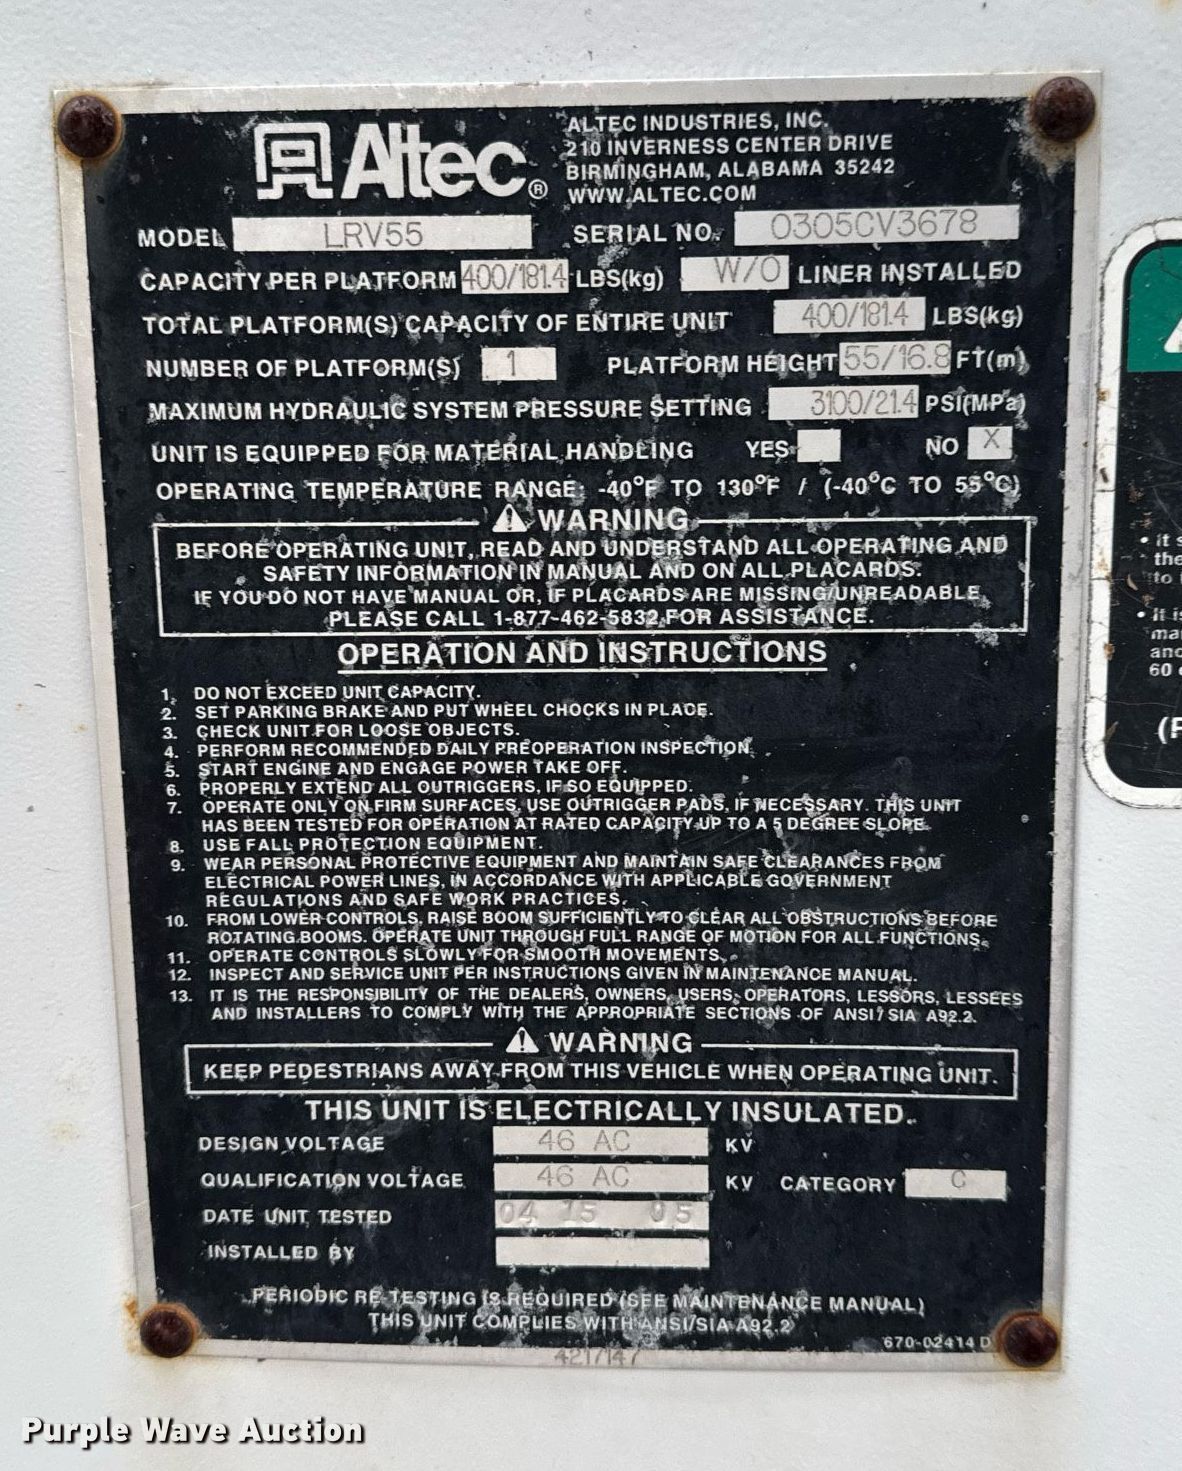 Altec®
ALTEC INDUSTRIES, INC.
210 INVERNESS CENTER DRIVE
BIRMINGHAM, ALABAMA 35242
WWW.ALTEC.COM
MODEL LRV55 SERIAL NO. 0305CV3678
CAPACITY PER PLATFORM 400/181.4 LBS(kg) W/O LINER INSTALLED
TOTAL PLATFORM(S) CAPACITY OF ENTIRE UNIT 400/181.4 LBS(kg)
NUMBER OF PLATFORM(S) 1 PLATFORM HEIGHT 55/16.8 FT(m)
MAXIMUM HYDRAULIC SYSTEM PRESSURE SETTING 3100/21.4 PSI(MPa)
UNIT IS EQUIPPED FOR MATERIAL HANDLING YES NO X
OPERATING TEMPERATURE RANGE: -40°F TO 130°F / (-40°C TO 55°C)
WARNING
BEFORE OPERATING UNIT, READ AND UNDERSTAND ALL OPERATING AND
SAFETY INFORMATION IN MANUAL AND ON ALL PLACARDS.
IF YOU DO NOT HAVE MANUAL OR, IF PLACARDS ARE MISSING/UNREADABLE,
PLEASE CALL 1-877-462-5832 FOR ASSISTANCE.
OPERATION AND INSTRUCTIONS
1. DO NOT EXCEED UNIT CAPACITY.
2. SET PARKING BRAKE AND PUT WHEEL CHOCKS IN PLACE.
3. CHECK UNIT FOR LOOSE OBJECTS.
4. PERFORM RECOMMENDED DAILY PREOPERATION INSPECTION
5. START ENGINE AND ENGAGE POWER TAKE OFF.
6. PROPERLY EXTEND ALL OUTRIGGERS, IF SO EQUIPPED.
7. OPERATE ONLY ON FIRM SURFACES, USE OUTRIGGER PADS, IF NECESSARY. THIS UNIT
HAS BEEN TESTED FOR OPERATION AT RATED CAPACITY UP TO A 5 DEGREE SLOPE.
8. USE FALL PROTECTION EQUIPMENT.
9. WEAR PERSONAL PROTECTIVE EQUIPMENT AND MAINTAIN SAFE CLEARANCES FROM
ELECTRICAL POWER LINES, IN ACCORDANCE WITH APPLICABLE GOVERNMENT
REGULATIONS AND SAFE WORK PRACTICES.
10. FROM LOWER CONTROLS, RAISE BOOM SUFFICIENTLY TO CLEAR ALL OBSTRUCTIONS BEFORE
ROTATING BOOMS. OPERATE UNIT THROUGH FULL RANGE OF MOTION FOR ALL FUNCTIONS.
11. OPERATE CONTROLS SLOWLY FOR SMOOTH MOVEMENTS.
12. INSPECT AND SERVICE UNIT PER INSTRUCTIONS GIVEN IN MAINTENANCE MANUAL.
13. IT IS THE RESPONSIBILITY OF THE DEALERS, OWNERS, USERS, OPERATORS, LESSORS, LESSEES
AND INSTALLERS TO COMPLY WITH THE APPROPRIATE SECTIONS OF ANSI/SIA A92.2.
WARNING
KEEP PEDESTRIANS AWAY FROM THIS VEHICLE WHEN OPERATING UNIT.
THIS UNIT IS ELECTRICALLY INSULATED.
DESIGN VOLTAGE 46 AC KV
QUALIFICATION VOLTAGE 46 AC KV CATEGORY C
DATE UNIT TESTED 04 15 05
INSTALLED BY
PERIODIC RE-TESTING IS REQUIRED (SEE MAINTENANCE MANUAL)
THIS UNIT COMPLIES WITH ANSI/SIA A92.2
670-02414 D
4217147
It
the
to
It is
60
Purple Wave Auction